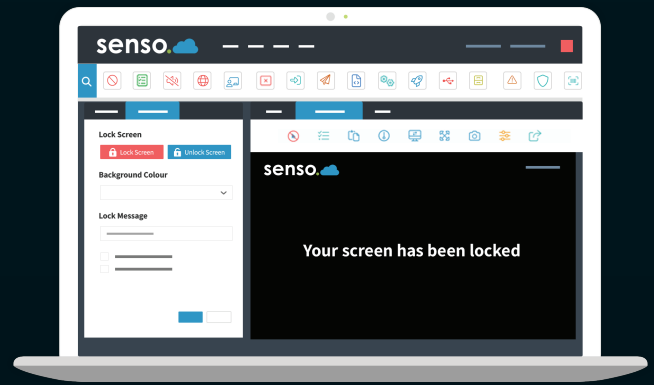 senso.
Lock Screen
Lock Screen
Unlock Screen
Background Colour
Lock Message
senso.
Your screen has been locked